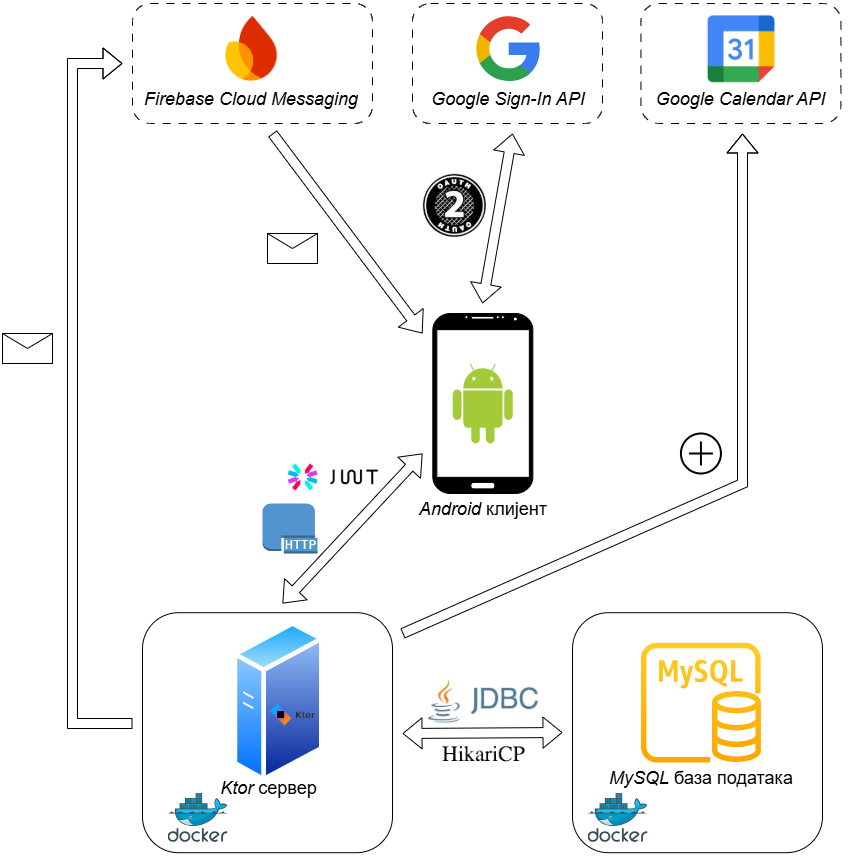 31
Firebase Cloud Messaging
Google Sign-In API
Google Calendar API
OAUTH
2
OAUTH
JWT
Android клијент
HTTP
MySQL
JDBC
Ktor
HikariCP
Ktor сервер
MySQL база података
docker
docker